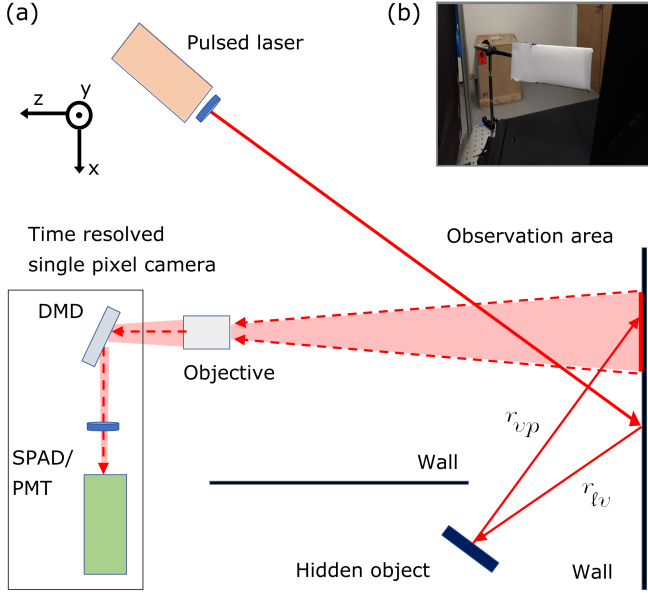 (a)
(b)
Pulsed laser
y
z
x
Time resolved
single pixel camera
Observation area
DMD
Objective
r_{vp}
SPAD/
PMT
Wall
r_{ℓv}
Hidden object
Wall